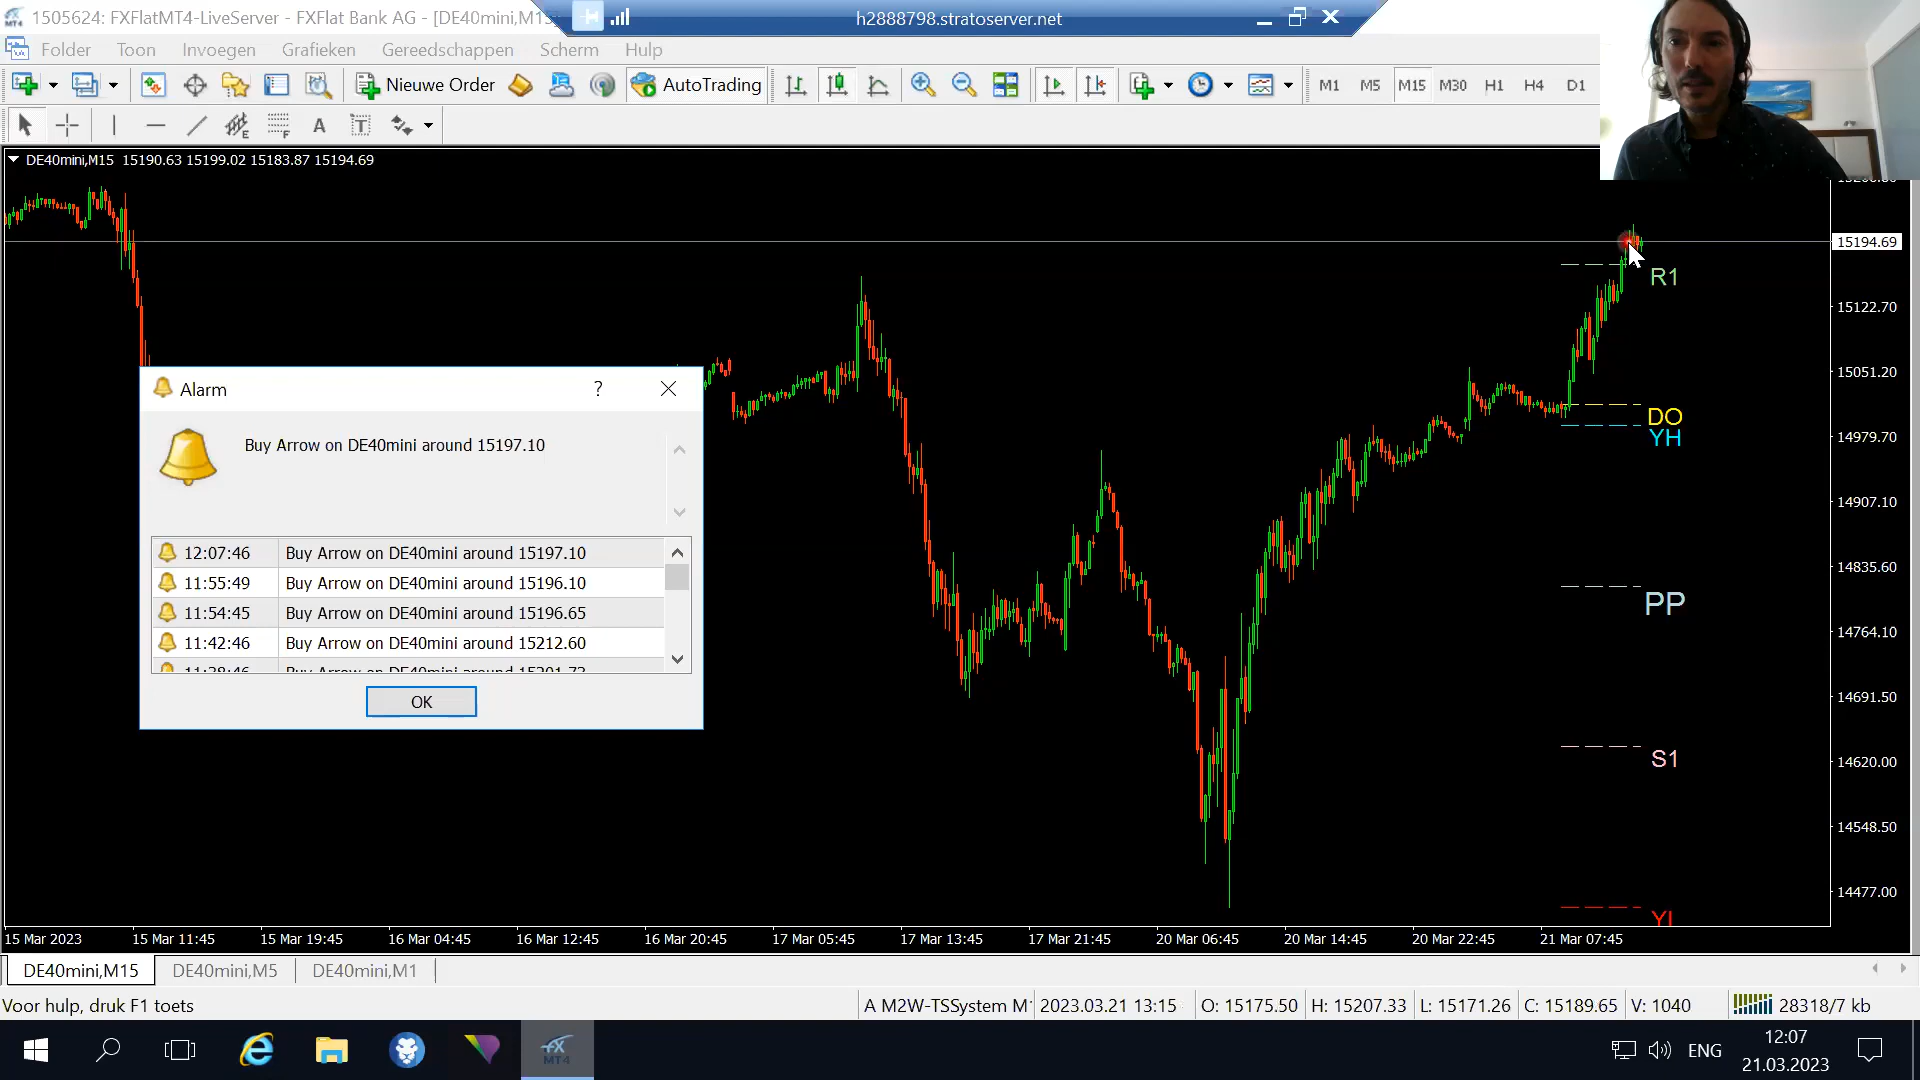 1505624: FXFlatMT4-LiveServer - FXFlat Bank AG - [DE40mini,M15
h2888798.stratoserver.net
Folder Toon Invoegen Grafieken Gereedschappen Scherm Hulp
Nieuwe Order AutoTrading M1 M5 M15 M30 H1 H4 D1
DE40mini,M15 15190.63 15199.02 15183.87 15194.69
15194.69
R1
15122.70
15051.20
DO
YH
14979.70
14907.10
14835.60
PP
14764.10
14691.50
S1
14620.00
14548.50
14477.00
Alarm
Buy Arrow on DE40mini around 15197.10
12:07:46 Buy Arrow on DE40mini around 15197.10
11:55:49 Buy Arrow on DE40mini around 15196.10
11:54:45 Buy Arrow on DE40mini around 15196.65
11:42:46 Buy Arrow on DE40mini around 15212.60
OK
15 Mar 2023 15 Mar 11:45 15 Mar 19:45 16 Mar 04:45 16 Mar 12:45 16 Mar 20:45 17 Mar 05:45 17 Mar 13:45 17 Mar 21:45 20 Mar 06:45 20 Mar 14:45 20 Mar 22:45 21 Mar 07:45
DE40mini,M15 DE40mini,M5 DE40mini,M1
Voor hulp, druk F1 toets A M2W-TSSystem M 2023.03.21 13:15 O: 15175.50 H: 15207.33 L: 15171.26 C: 15189.65 V: 1040 28318/7 kb
FX MT4
ENG
12:07
21.03.2023